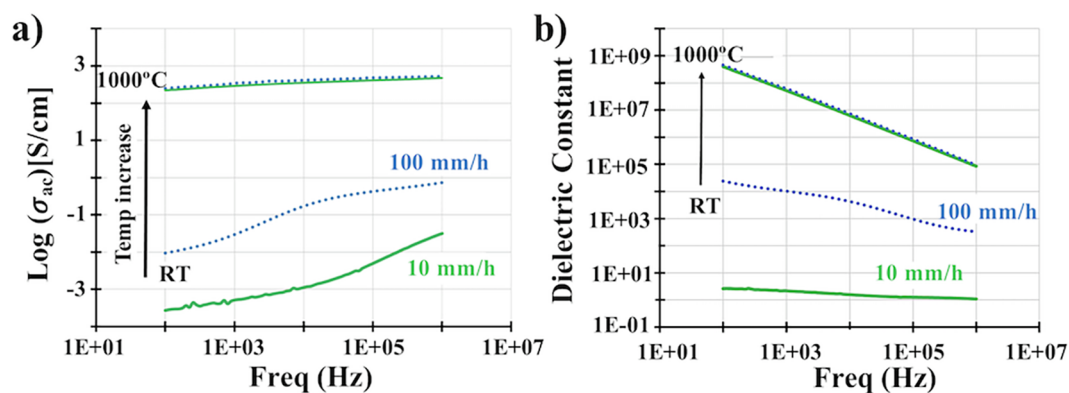 a)
Log (σac)[S/cm]
3
1
-1
-3
1000ºC
Temp increase
RT
100 mm/h
10 mm/h
1E+01
1E+03
1E+05
1E+07
Freq (Hz)
b)
Dielectric Constant
1E+09
1E+07
1E+05
1E+03
1E+01
1E-01
1000ºC
RT
100 mm/h
10 mm/h
1E+01
1E+03
1E+05
1E+07
Freq (Hz)